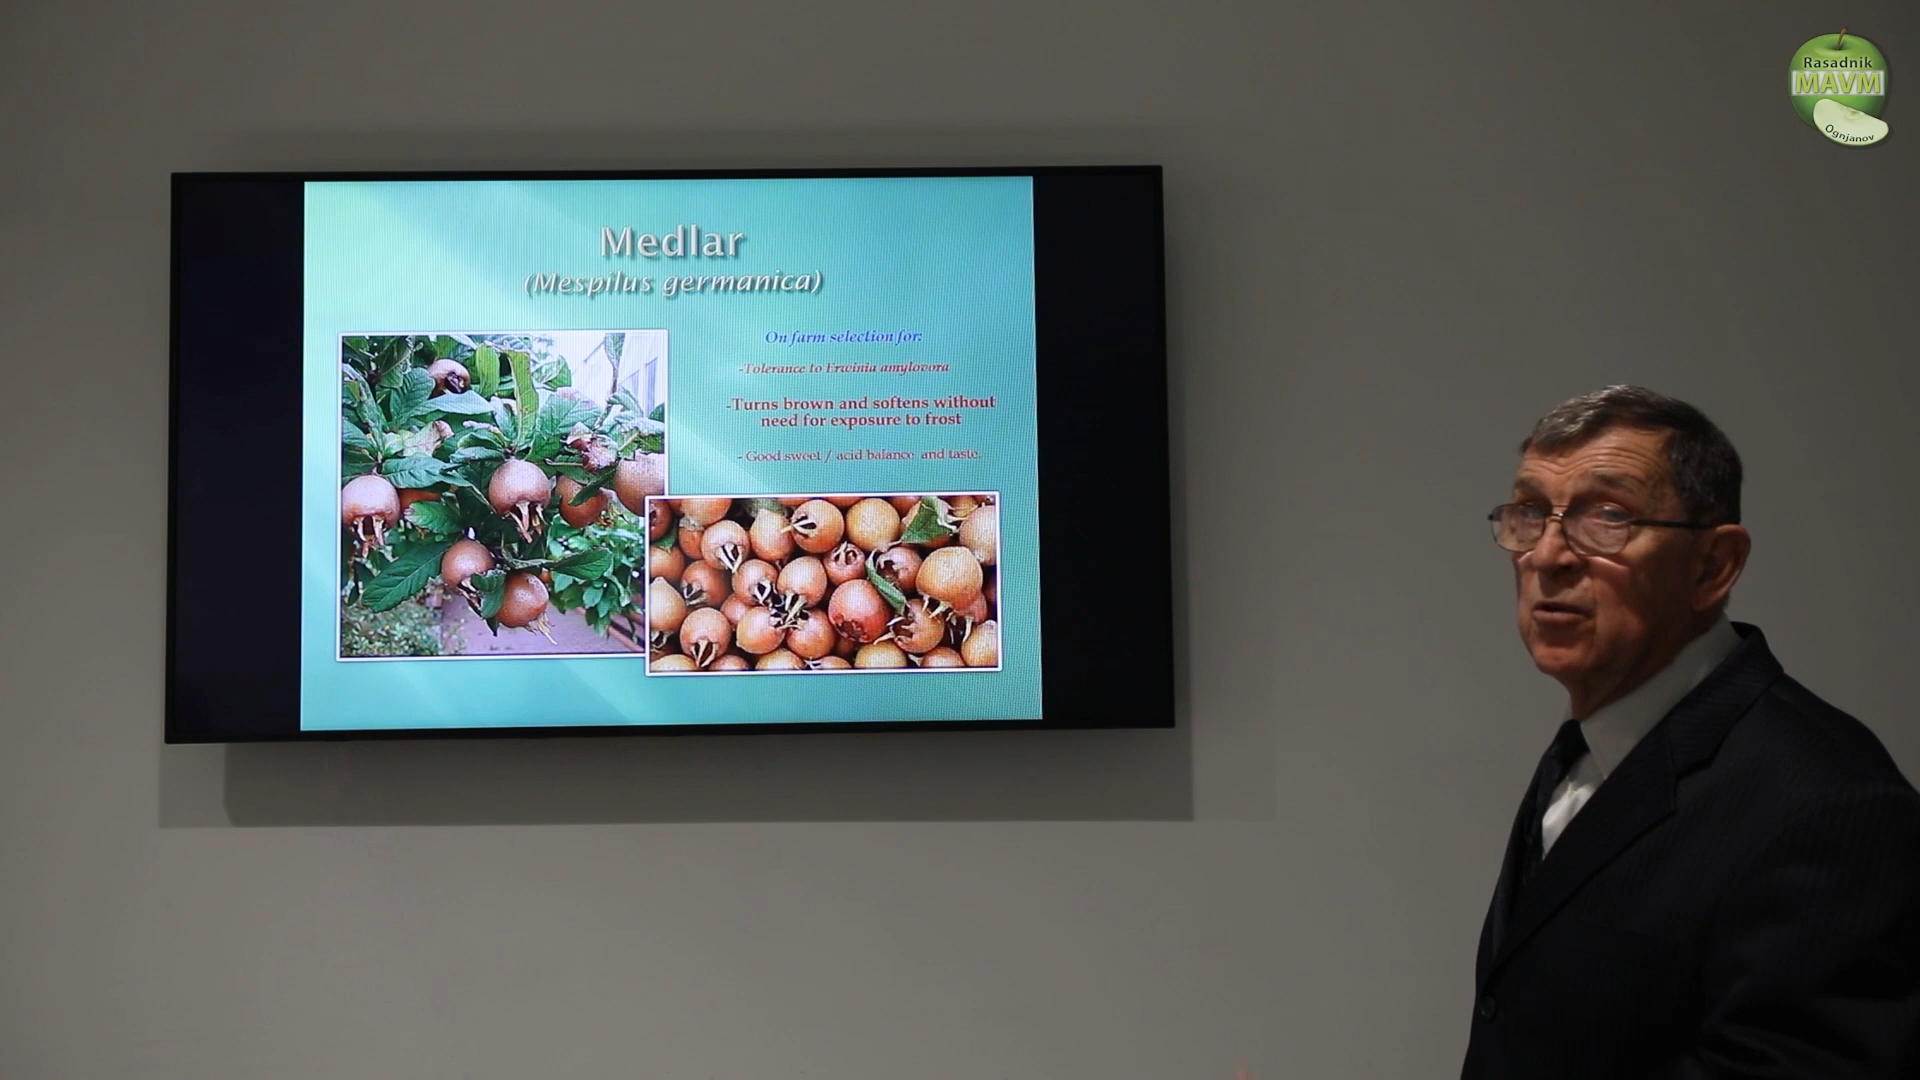 Rasadnik
MAVM
Ognjanov
Medlar
(Mespilus germanica)
On farm selection for:
-Tolerance to Erwinia amylovora
-Turns brown and softens without
need for exposure to frost
- Good sweet / acid balance and taste.